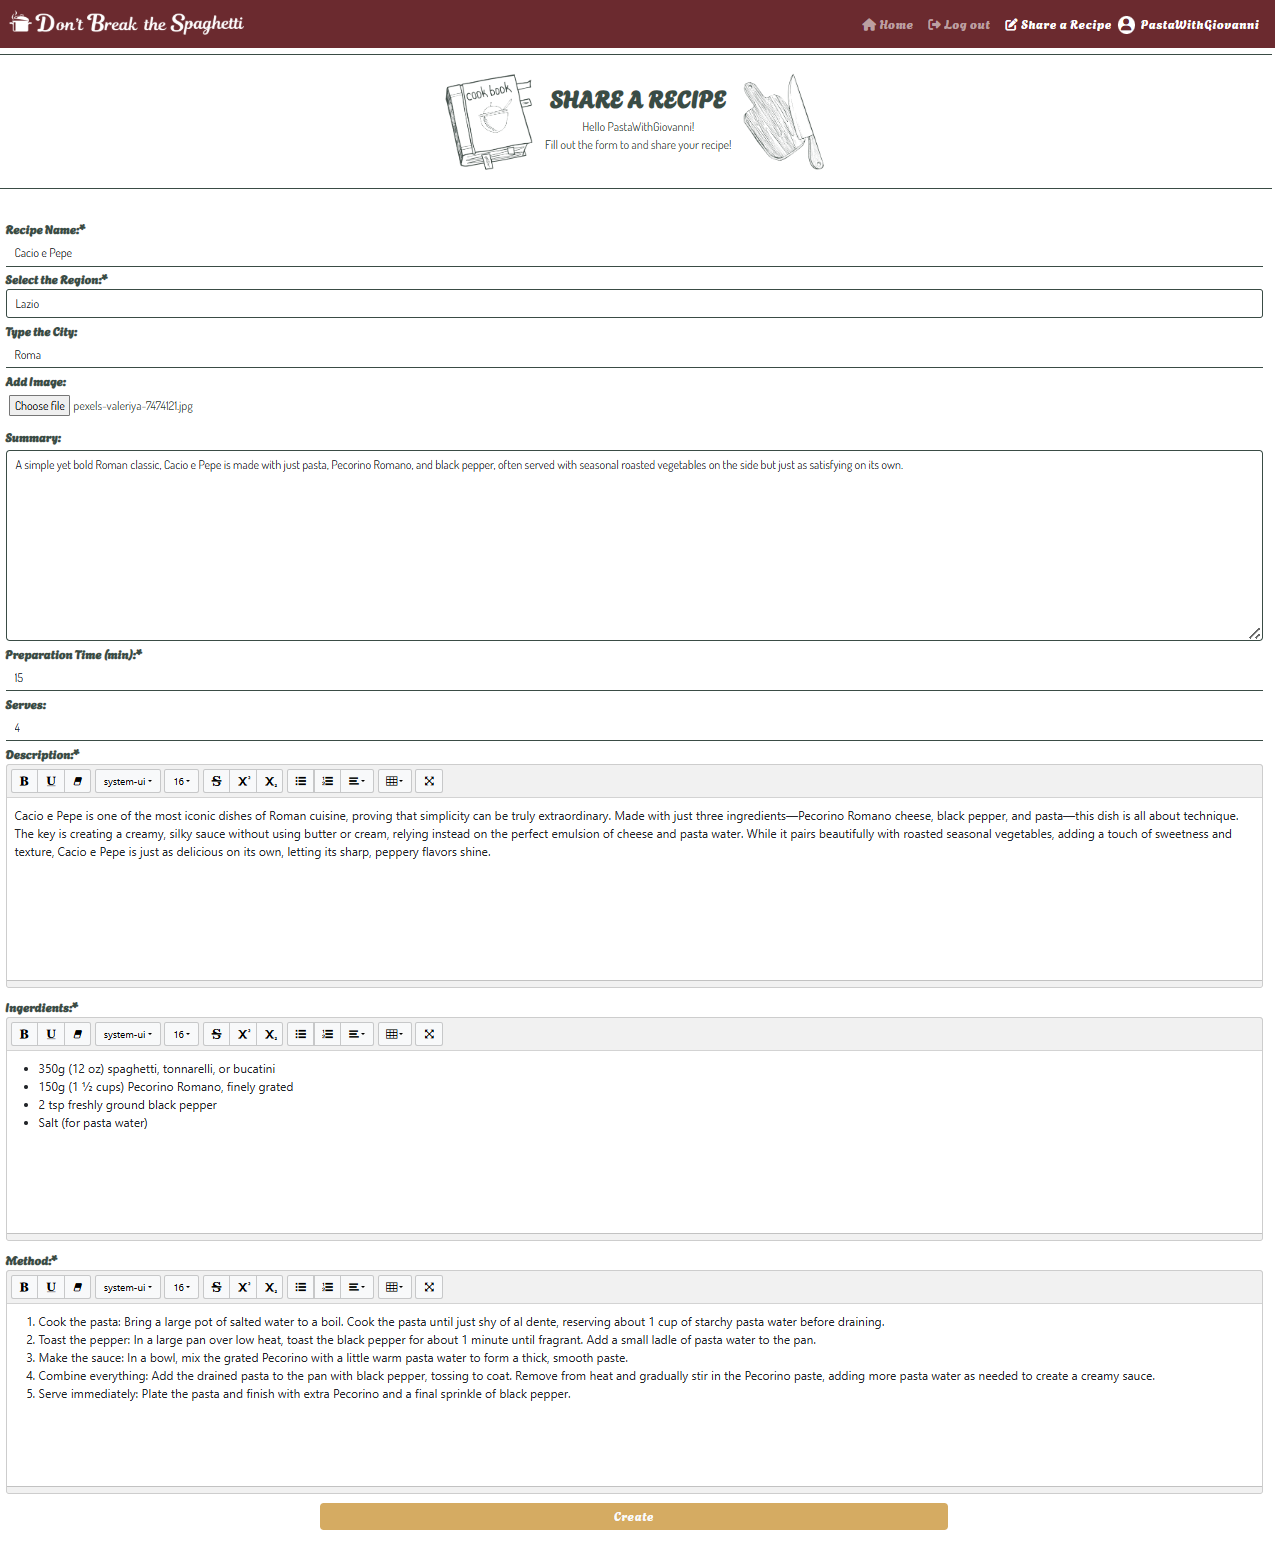 Don't Break the Spaghetti
Home Log out Share a Recipe PastaWithGiovanni
cook book
SHARE A RECIPE
Hello PastaWithGiovanni!
Fill out the form to and share your recipe!
Recipe Name:*
Cacio e Pepe
Select the Region:*
Lazio
Type the City:
Roma
Add Image:
Choose file pexels-valeriya-7474121.jpg
Summary:
A simple yet bold Roman classic, Cacio e Pepe is made with just pasta, Pecorino Romano, and black pepper, often served with seasonal roasted vegetables on the side but just as satisfying on its own.
Preparation Time (min):*
15
Serves:
4
Description:*
B U system-ui 16 S X² X₂
Cacio e Pepe is one of the most iconic dishes of Roman cuisine, proving that simplicity can be truly extraordinary. Made with just three ingredients—Pecorino Romano cheese, black pepper, and pasta—this dish is all about technique.
The key is creating a creamy, silky sauce without using butter or cream, relying instead on the perfect emulsion of cheese and pasta water. While it pairs beautifully with roasted seasonal vegetables, adding a touch of sweetness and
texture, Cacio e Pepe is just as delicious on its own, letting its sharp, peppery flavors shine.
Ingerdients:*
B U system-ui 16 S X² X₂
• 350g (12 oz) spaghetti, tonnarelli, or bucatini
• 150g (1 ½ cups) Pecorino Romano, finely grated
• 2 tsp freshly ground black pepper
• Salt (for pasta water)
Method:*
B U system-ui 16 S X² X₂
1. Cook the pasta: Bring a large pot of salted water to a boil. Cook the pasta until just shy of al dente, reserving about 1 cup of starchy pasta water before draining.
2. Toast the pepper: In a large pan over low heat, toast the black pepper for about 1 minute until fragrant. Add a small ladle of pasta water to the pan.
3. Make the sauce: In a bowl, mix the grated Pecorino with a little warm pasta water to form a thick, smooth paste.
4. Combine everything: Add the drained pasta to the pan with black pepper, tossing to coat. Remove from heat and gradually stir in the Pecorino paste, adding more pasta water as needed to create a creamy sauce.
5. Serve immediately: Plate the pasta and finish with extra Pecorino and a final sprinkle of black pepper.
Create